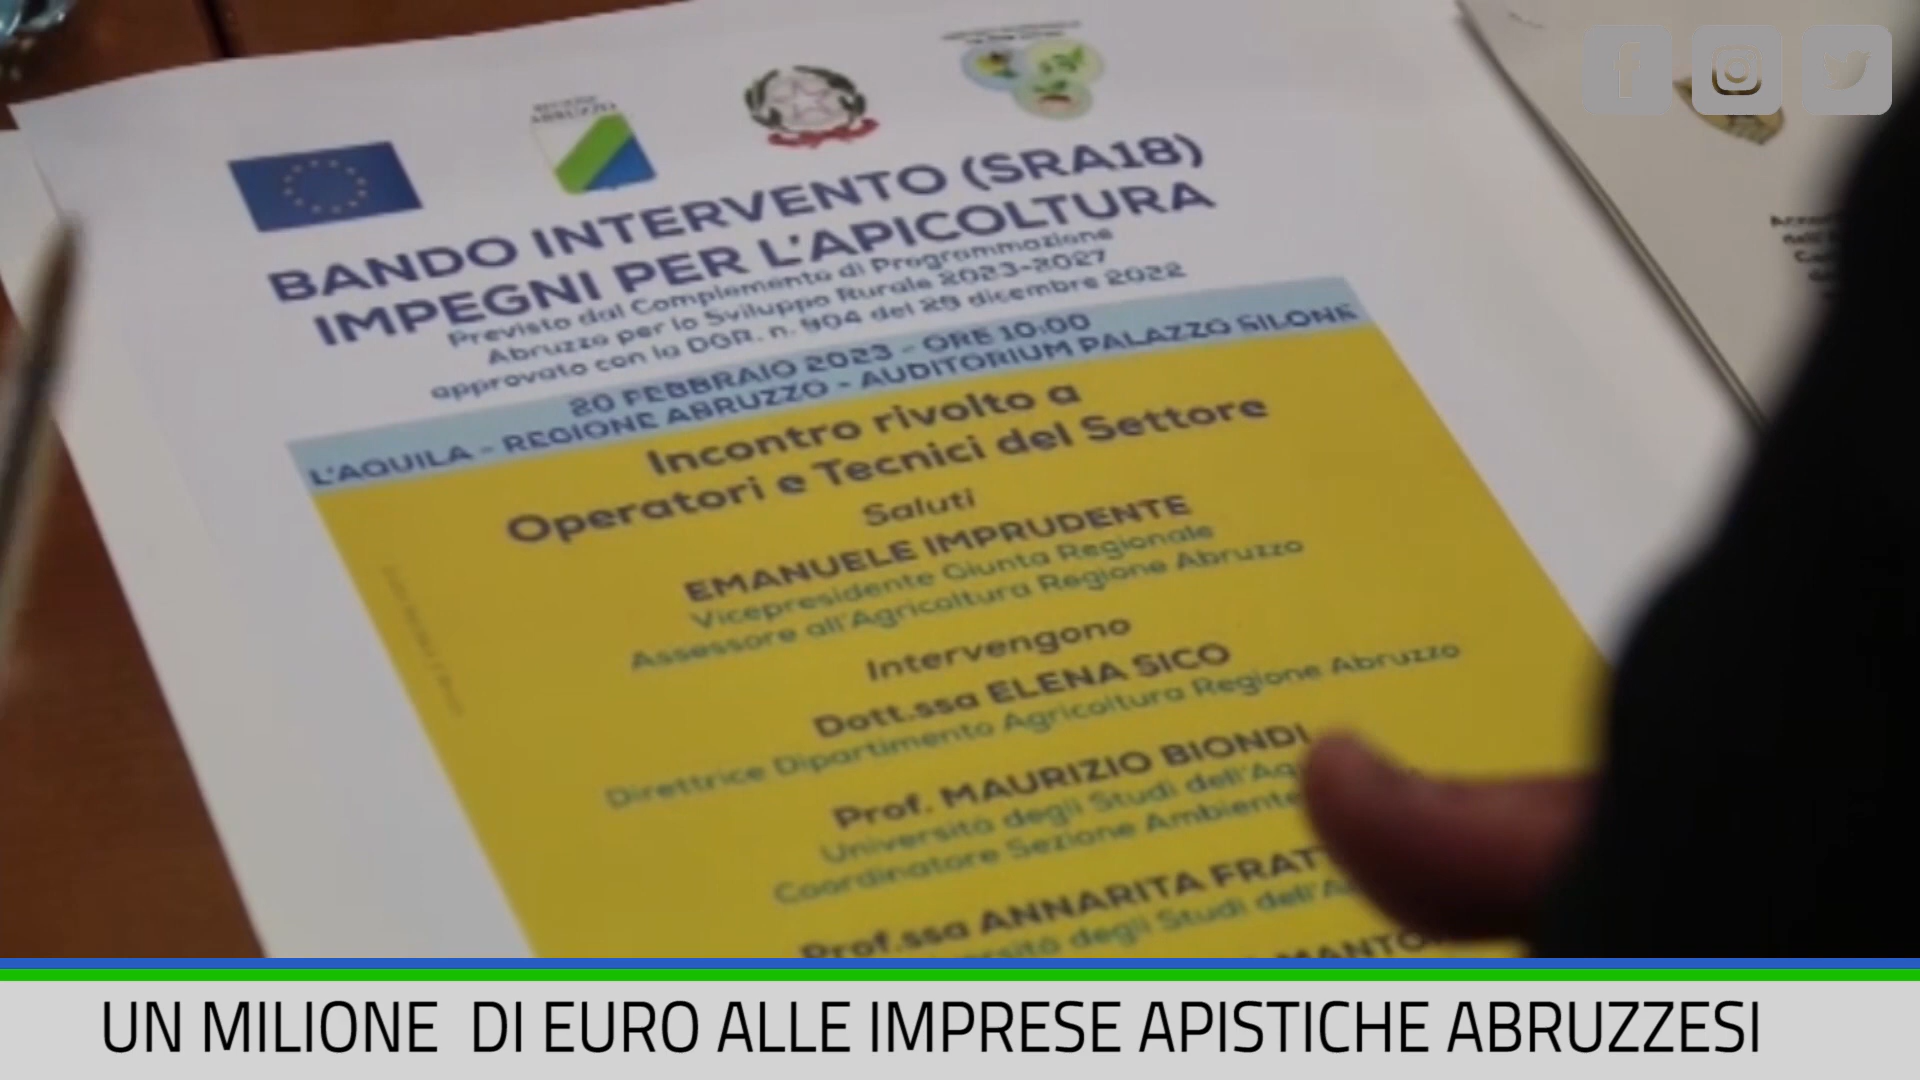 REGIONE
ABRUZZO
BANDO INTERVENTO (SRA18)
IMPEGNI PER L'APICOLTURA
Previsto dal Complemento di Programmazione
Abruzzo per lo Sviluppo Rurale 2023-2027
approvato con la DGR. n. 904 del 29 dicembre 2022
20 FEBBRAIO 2023 - ORE 10:00
L'AQUILA - REGIONE ABRUZZO - AUDITORIUM PALAZZO SILONE
Incontro rivolto a
Operatori e Tecnici del Settore
Saluti
EMANUELE IMPRUDENTE
Vicepresidente Giunta Regionale
Assessore all'Agricoltura Regione Abruzzo
Intervengono
Dott.ssa ELENA SICO
Direttrice Dipartimento Agricoltura Regione Abruzzo
Prof. MAURIZIO BIONDI
Università degli Studi dell'Aq
Coordinatore Sezione Ambiente
Prof.ssa ANNARITA FRATT
degli Studi dell'A
UN MILIONE DI EURO ALLE IMPRESE APISTICHE ABRUZZESI